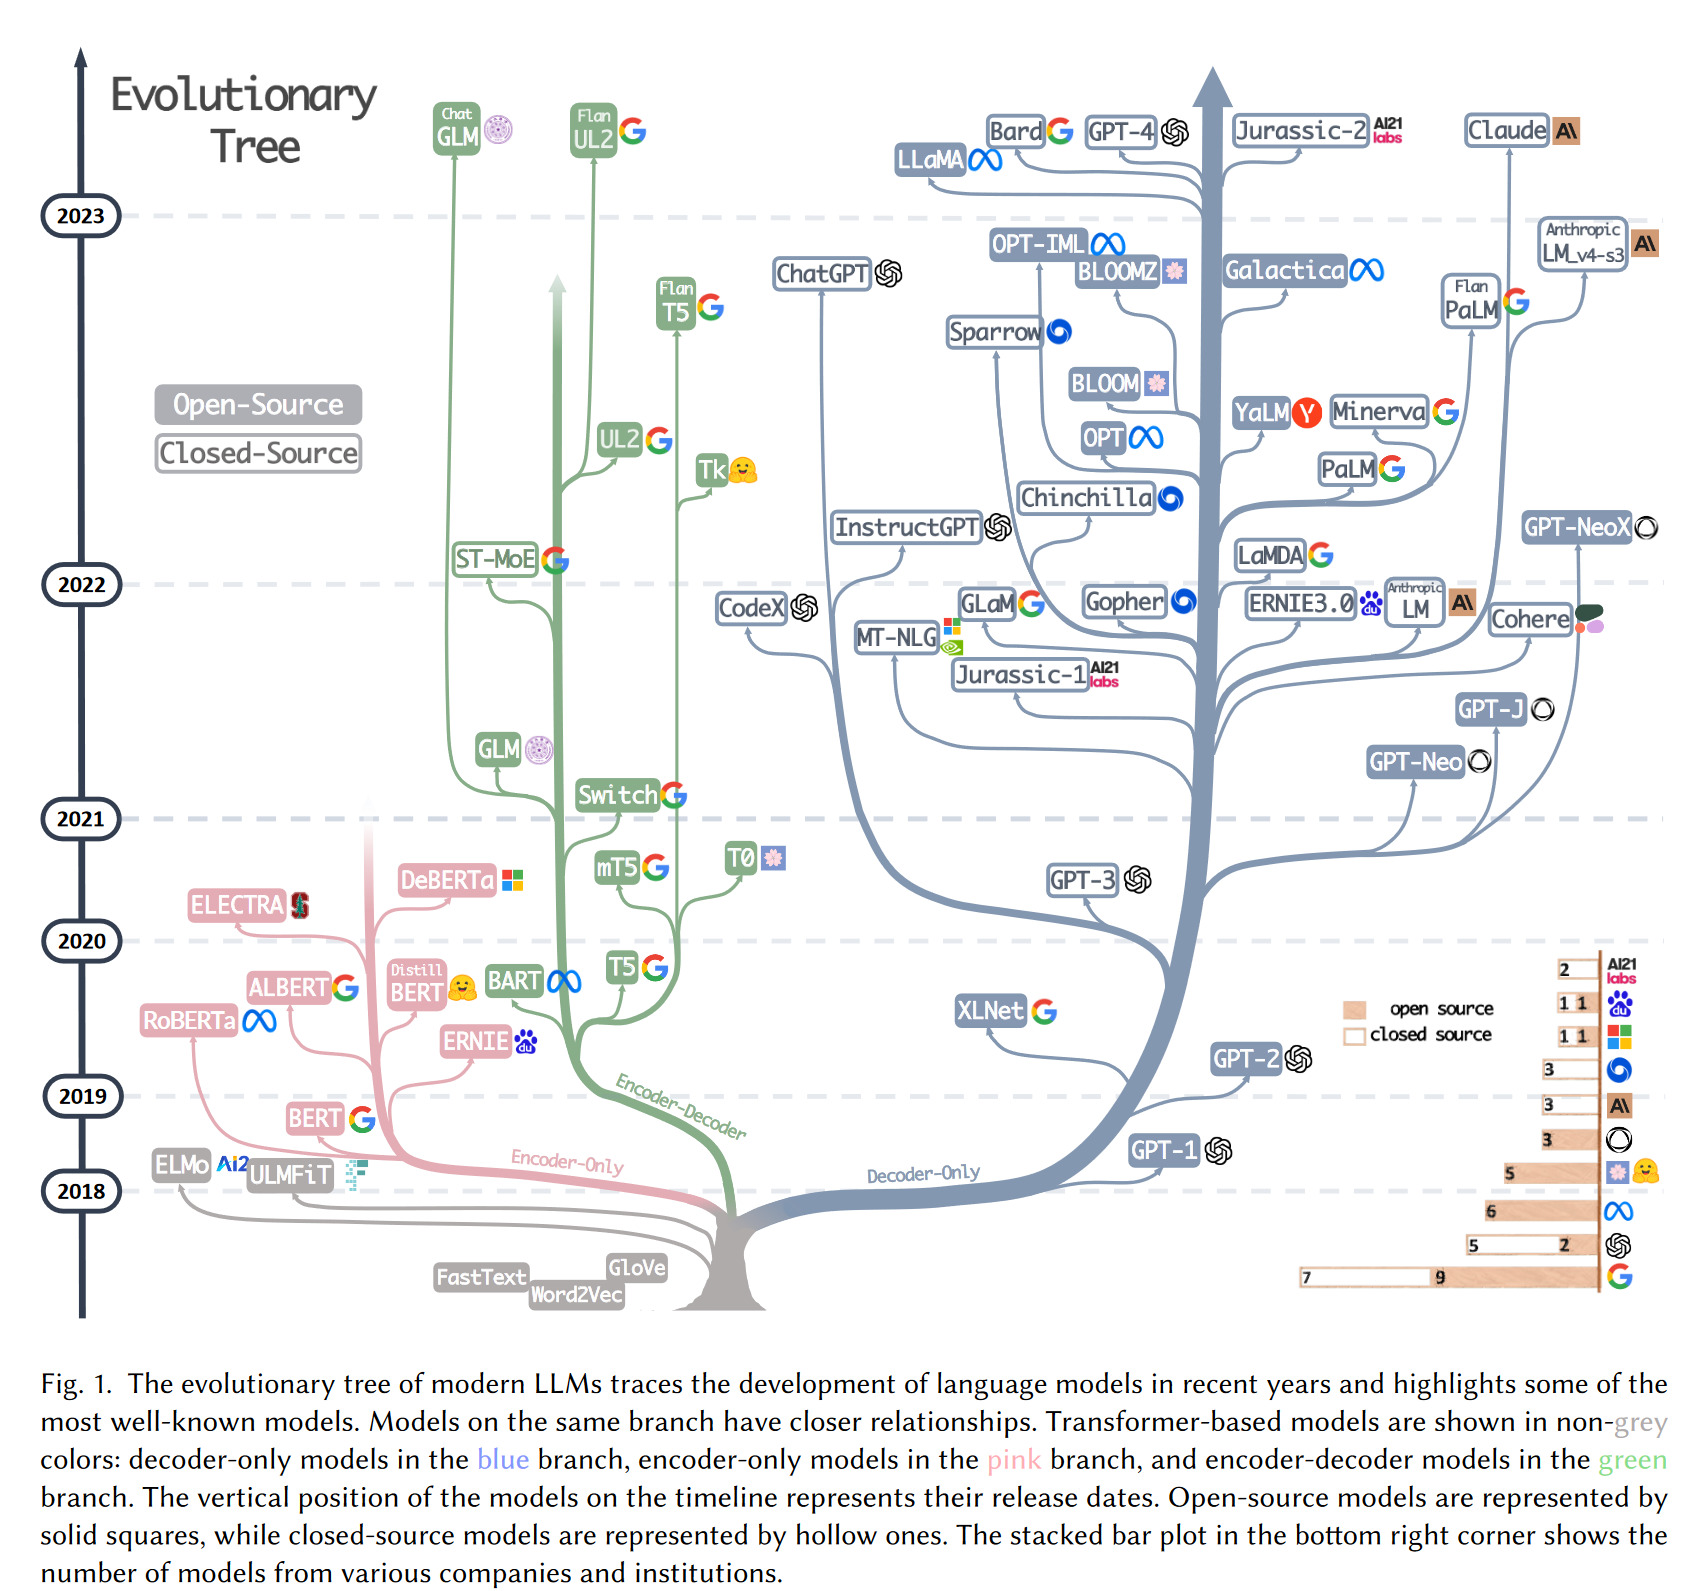 Evolutionary
Tree
Chat
GLM
Flan
UL2
Bard
GPT-4
Jurassic-2
AI21
labs
Claude
A\
LLaMA
2023
OPT-IML
Anthropic
LM_v4-s3
A\
ChatGPT
BLOOMZ
Galactica
Flan
T5
Flan
PaLM
Sparrow
BLOOM
Open-Source
YaLM
Y
Minerva
Closed-Source
UL2
OPT
Tk
PaLM
Chinchilla
InstructGPT
GPT-NeoX
ST-MoE
LaMDA
2022
CodeX
GLaM
Gopher
ERNIE3.0
du
Anthropic
LM
A\
Cohere
MT-NLG
Jurassic-1
AI21
labs
GPT-J
GLM
GPT-Neo
Switch
2021
mT5
T0
DeBERTa
GPT-3
ELECTRA
S
2020
Distill
BERT
BART
T5
AI21
labs
2
ALBERT
open source
1 1
du
RoBERTa
XLNet
closed source
1 1
ERNIE
du
GPT-2
3
2019
Encoder-Decoder
3
A\
BERT
3
ELMo
Ai2
ULMFiT
Encoder-Only
GPT-1
Decoder-Only
5
2018
6
5 2
FastText
GloVe
Word2Vec
7 9
Fig. 1. The evolutionary tree of modern LLMs traces the development of language models in recent years and highlights some of the
most well-known models. Models on the same branch have closer relationships. Transformer-based models are shown in non-grey
colors: decoder-only models in the blue branch, encoder-only models in the pink branch, and encoder-decoder models in the green
branch. The vertical position of the models on the timeline represents their release dates. Open-source models are represented by
solid squares, while closed-source models are represented by hollow ones. The stacked bar plot in the bottom right corner shows the
number of models from various companies and institutions.